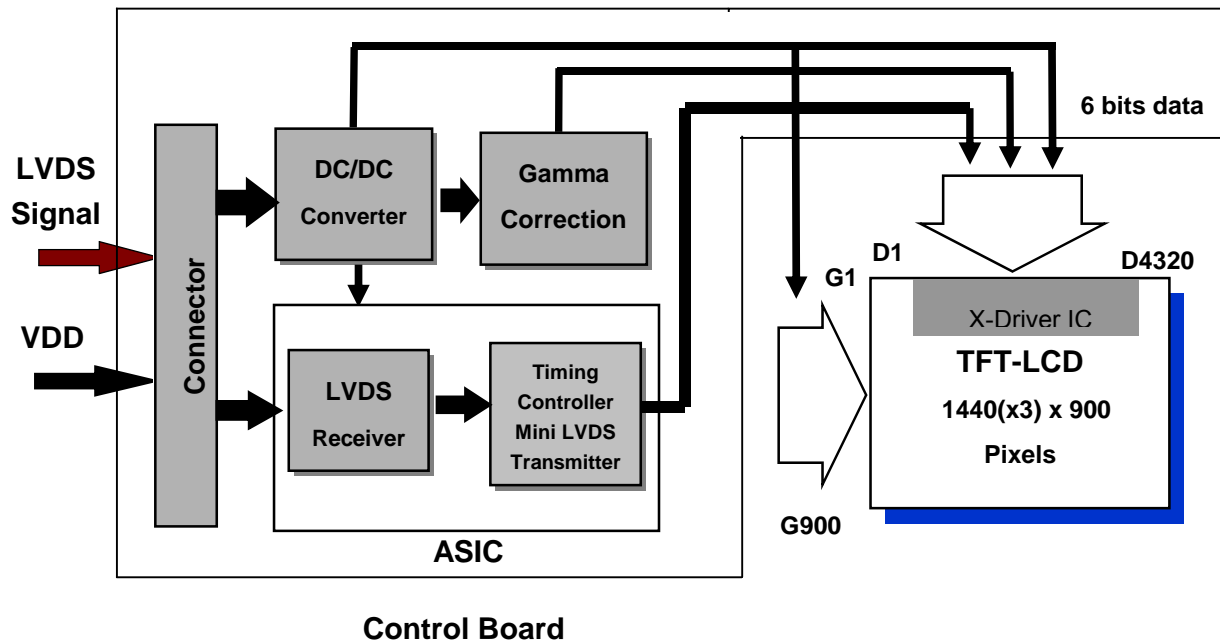 6 bits data
LVDS
Signal
VDD
Connector
DC/DC
Converter
Gamma
Correction
LVDS
Receiver
Timing
Controller
Mini LVDS
Transmitter
ASIC
G1
D1
D4320
X-Driver IC
TFT-LCD
1440(x3) x 900
Pixels
G900
Control Board